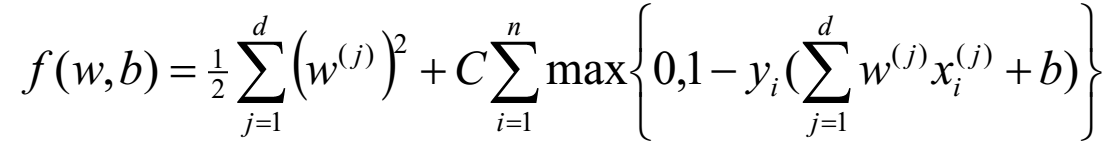 f(w,b) = ½ ∑_{j=1}^{d} (w^{(j)})^2 + C ∑_{i=1}^{n} max{0,1 − y_i(∑_{j=1}^{d} w^{(j)} x_i^{(j)} + b)}